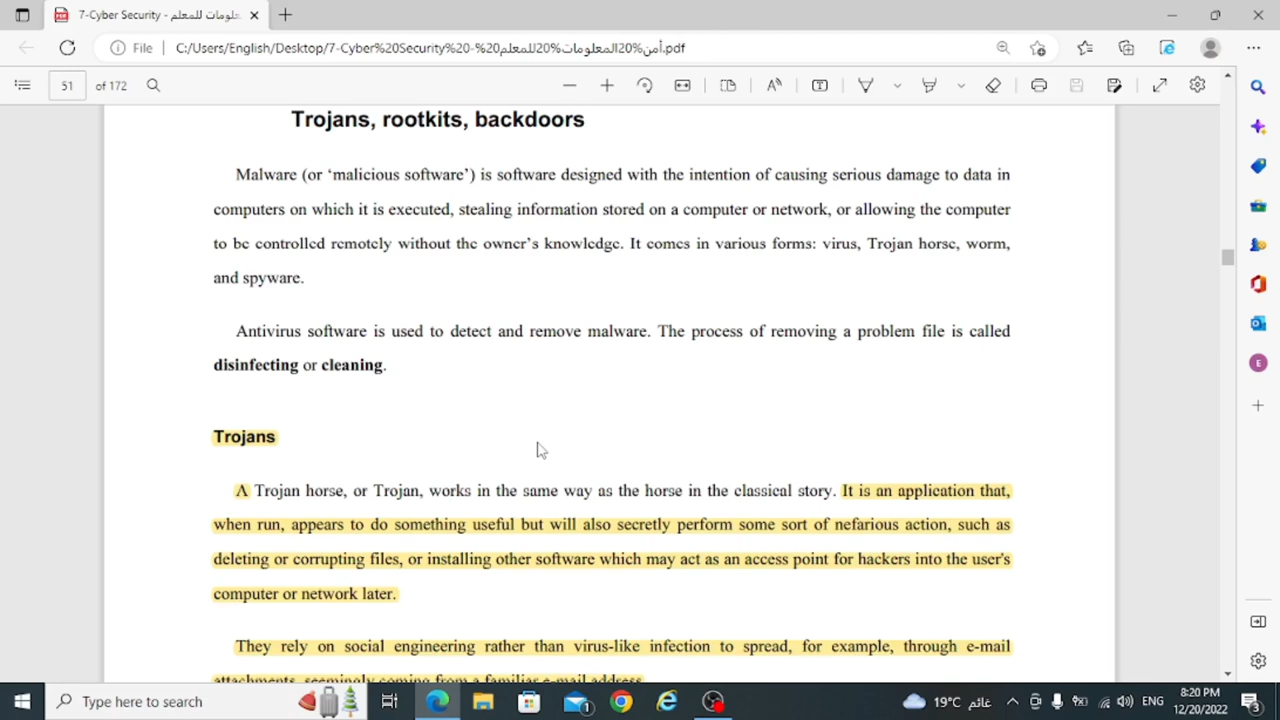 7-Cyber Security - أمن المعلومات للمعلم
File
C:/Users/English/Desktop/7-Cyber%20Security%20-%20أمن%20المعلومات%20للمعلم.pdf
51 of 172
Trojans, rootkits, backdoors
Malware (or ‘malicious software’) is software designed with the intention of causing serious damage to data in
computers on which it is executed, stealing information stored on a computer or network, or allowing the computer
to be controlled remotely without the owner’s knowledge. It comes in various forms: virus, Trojan horse, worm,
and spyware.
Antivirus software is used to detect and remove malware. The process of removing a problem file is called
disinfecting or cleaning.
Trojans
A Trojan horse, or Trojan, works in the same way as the horse in the classical story. It is an application that,
when run, appears to do something useful but will also secretly perform some sort of nefarious action, such as
deleting or corrupting files, or installing other software which may act as an access point for hackers into the user's
computer or network later.
They rely on social engineering rather than virus-like infection to spread, for example, through e-mail
attachments, seemingly coming from a familiar e-mail address.
E
Type here to search
1
19°C غائم
ENG
8:20 PM
12/20/2022
3